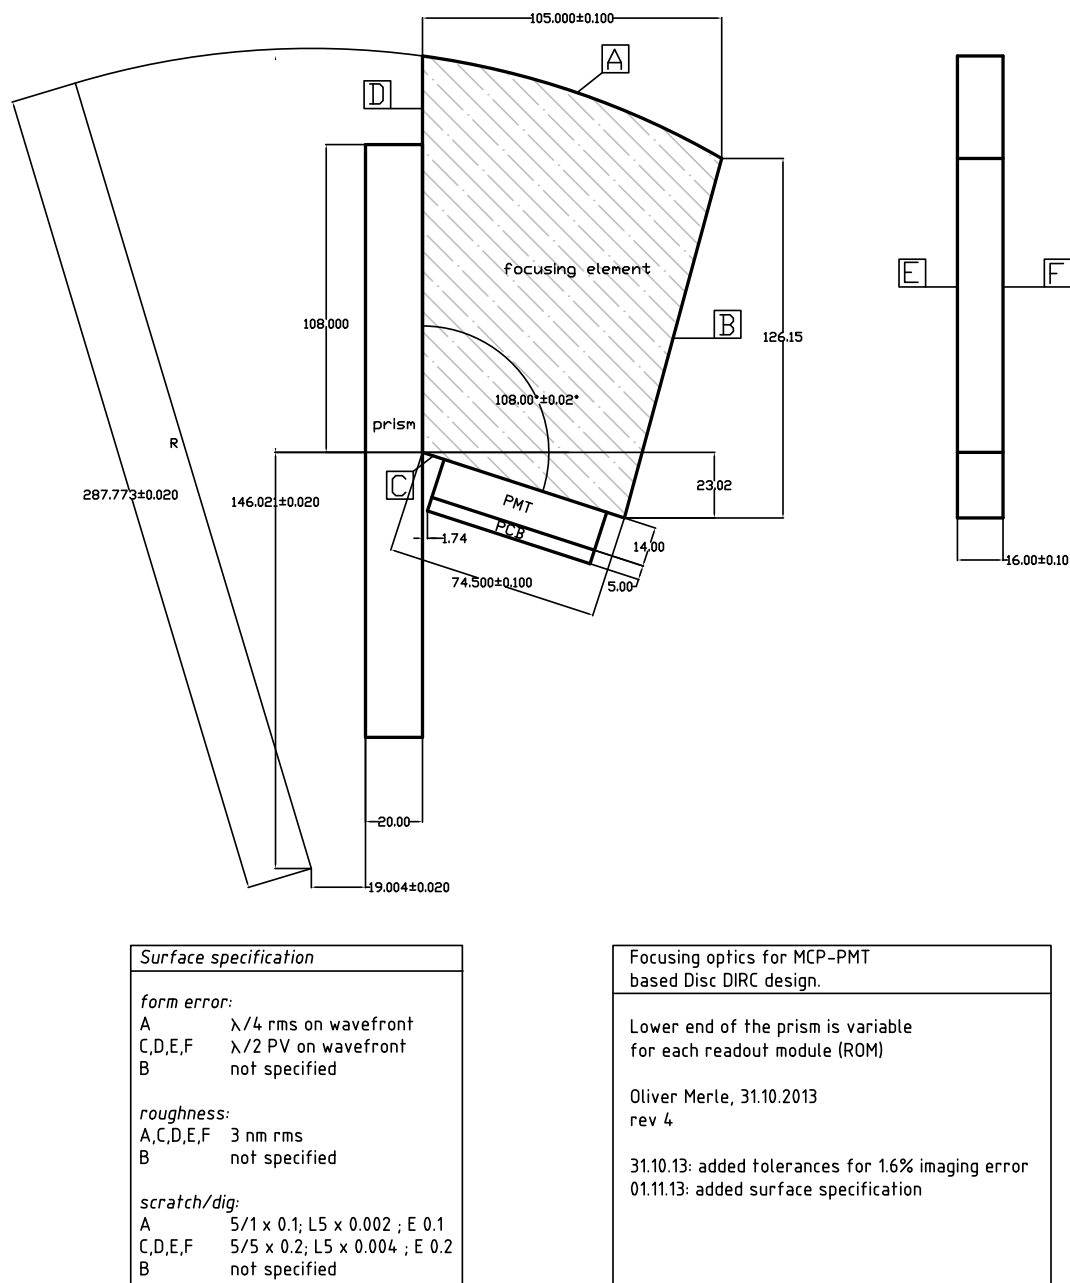 105.000±0.100
A
D
focusing element
E
F
108.000
B
126.15
108.00°±0.02°
prism
R
C
23.02
287.773±0.020
146.021±0.020
PMT
PCB
1.74
14.00
16.00±0.10
74.500±0.100
5.00
20.00
19.004±0.020
Surface specification
form error:
A λ/4 rms on wavefront
C,D,E,F λ/2 PV on wavefront
B not specified
roughness:
A,C,D,E,F 3 nm rms
B not specified
scratch/dig:
A 5/1 x 0.1; L5 x 0.002 ; E 0.1
C,D,E,F 5/5 x 0.2; L5 x 0.004 ; E 0.2
B not specified
Focusing optics for MCP-PMT
based Disc DIRC design.
Lower end of the prism is variable
for each readout module (ROM)
Oliver Merle, 31.10.2013
rev 4
31.10.13: added tolerances for 1.6% imaging error
01.11.13: added surface specification